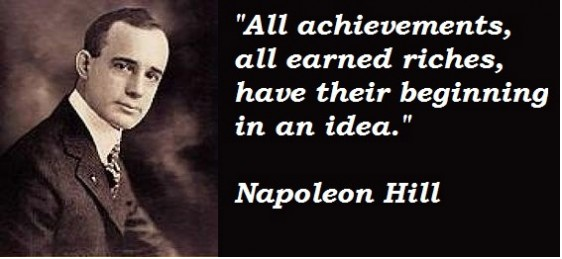 "All achievements,
all earned riches,
have their beginning
in an idea."
Napoleon Hill